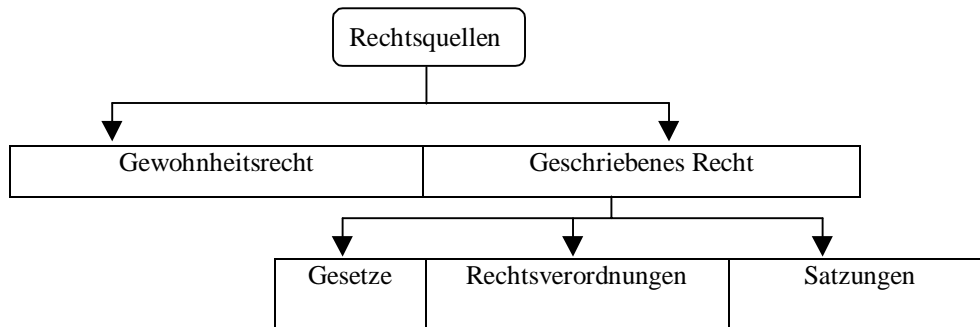 Rechtsquellen
Gewohnheitsrecht
Geschriebenes Recht
Gesetze
Rechtsverordnungen
Satzungen